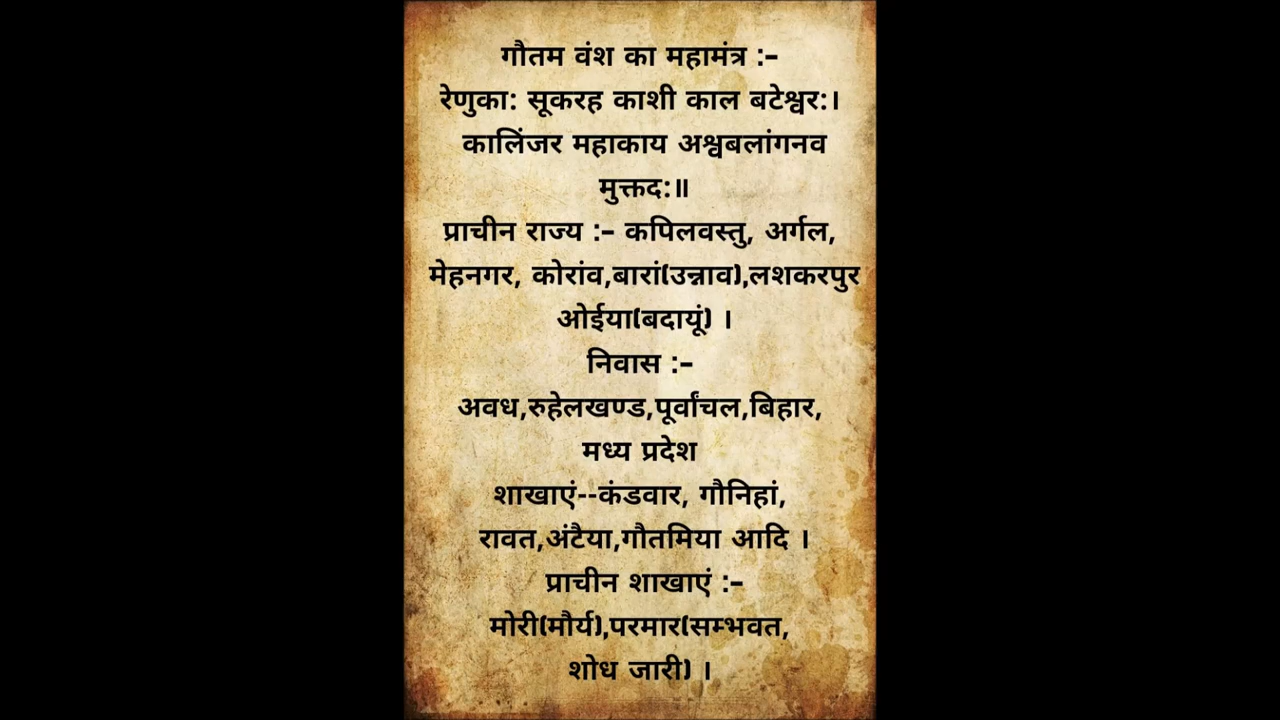 गौतम वंश का महामंत्र :-
रेणुका: सूकरह काशी काल बटेश्वर:।
कालिंजर महाकाय अश्वबलांगनव
मुक्तद:॥
प्राचीन राज्य :- कपिलवस्तु, अर्गल,
मेहनगर, कोरांव,बारां(उन्नाव),लशकरपुर
ओईया(बदायूं) ।
निवास :-
अवध,रुहेलखण्ड,पूर्वांचल,बिहार,
मध्य प्रदेश
शाखाएं--कंडवार, गौनिहां,
रावत,अंटैया,गौतमिया आदि ।
प्राचीन शाखाएं :-
मोरी(मौर्य),परमार(सम्भवत,
शोध जारी) ।